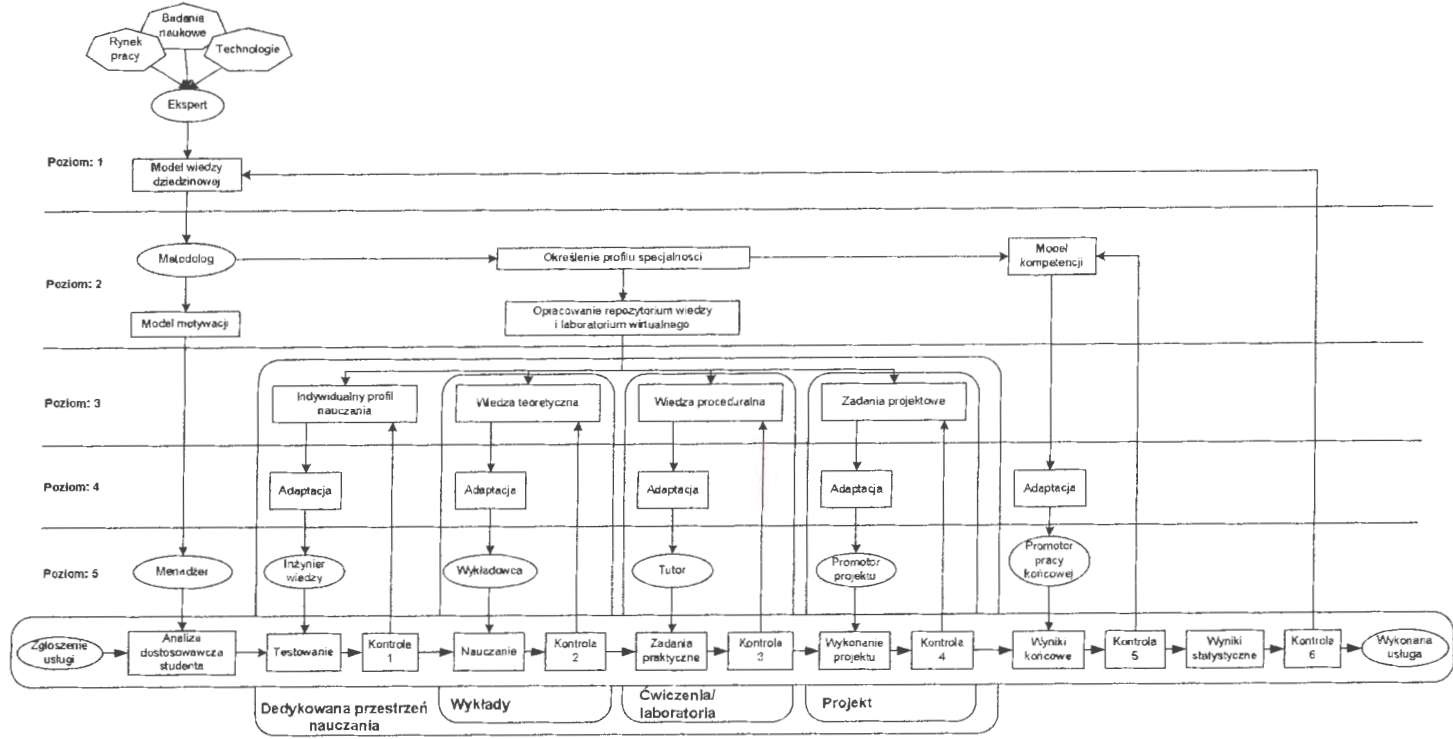 Badania
naukowe
Rynek
pracy
Technologie
Ekspert
Poziom: 1
Model wiedzy
dziedzinowej
Metodolog
Określenie profilu specjalności
Model
kompetencji
Poziom: 2
Model motywacji
Opracowanie repozytorium wiedzy
i laboratorium wirtualnego
Poziom: 3
Indywidualny profil
nauczania
Wiedza teoretyczna
Wiedza proceduralna
Zadania projektowe
Poziom: 4
Adaptacja
Adaptacja
Adaptacja
Adaptacja
Adaptacja
Poziom: 5
Menadżer
Inżynier
wiedzy
Wykładowca
Tutor
Promotor
projektu
Promotor
pracy
końcowej
Zgłoszenie
usługi
Analiza
dostosowawcza
studenta
Testowanie
Kontrola
1
Nauczanie
Kontrola
2
Zadania
praktyczne
Kontrola
3
Wykonanie
projektu
Kontrola
4
Wyniki
końcowe
Kontrola
5
Wyniki
statystyczne
Kontrola
6
Wykonana
usługa
Dedykowana przestrzeń
nauczania
Wykłady
Ćwiczenia/
laboratoria
Projekt